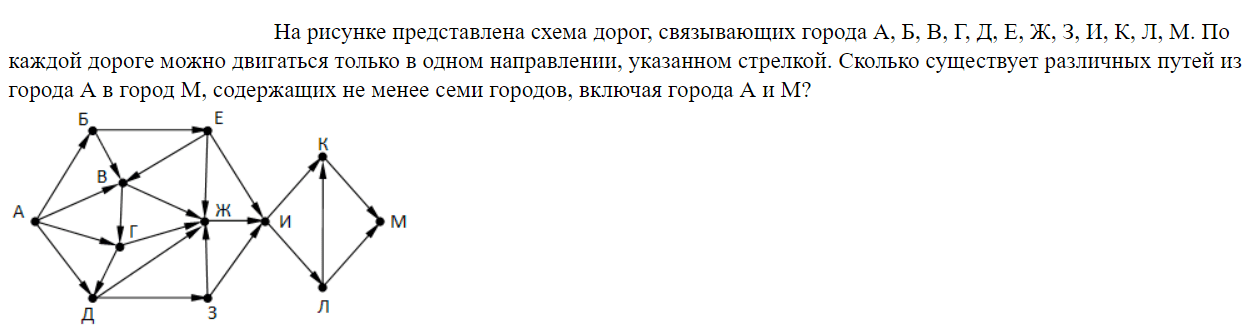 На рисунке представлена схема дорог, связывающих города А, Б, В, Г, Д, Е, Ж, З, И, К, Л, М. По
каждой дороге можно двигаться только в одном направлении, указанном стрелкой. Сколько существует различных путей из
города А в город М, содержащих не менее семи городов, включая города А и М?
Б
Е
К
В
А
Ж
И
М
Г
Д
З
Л